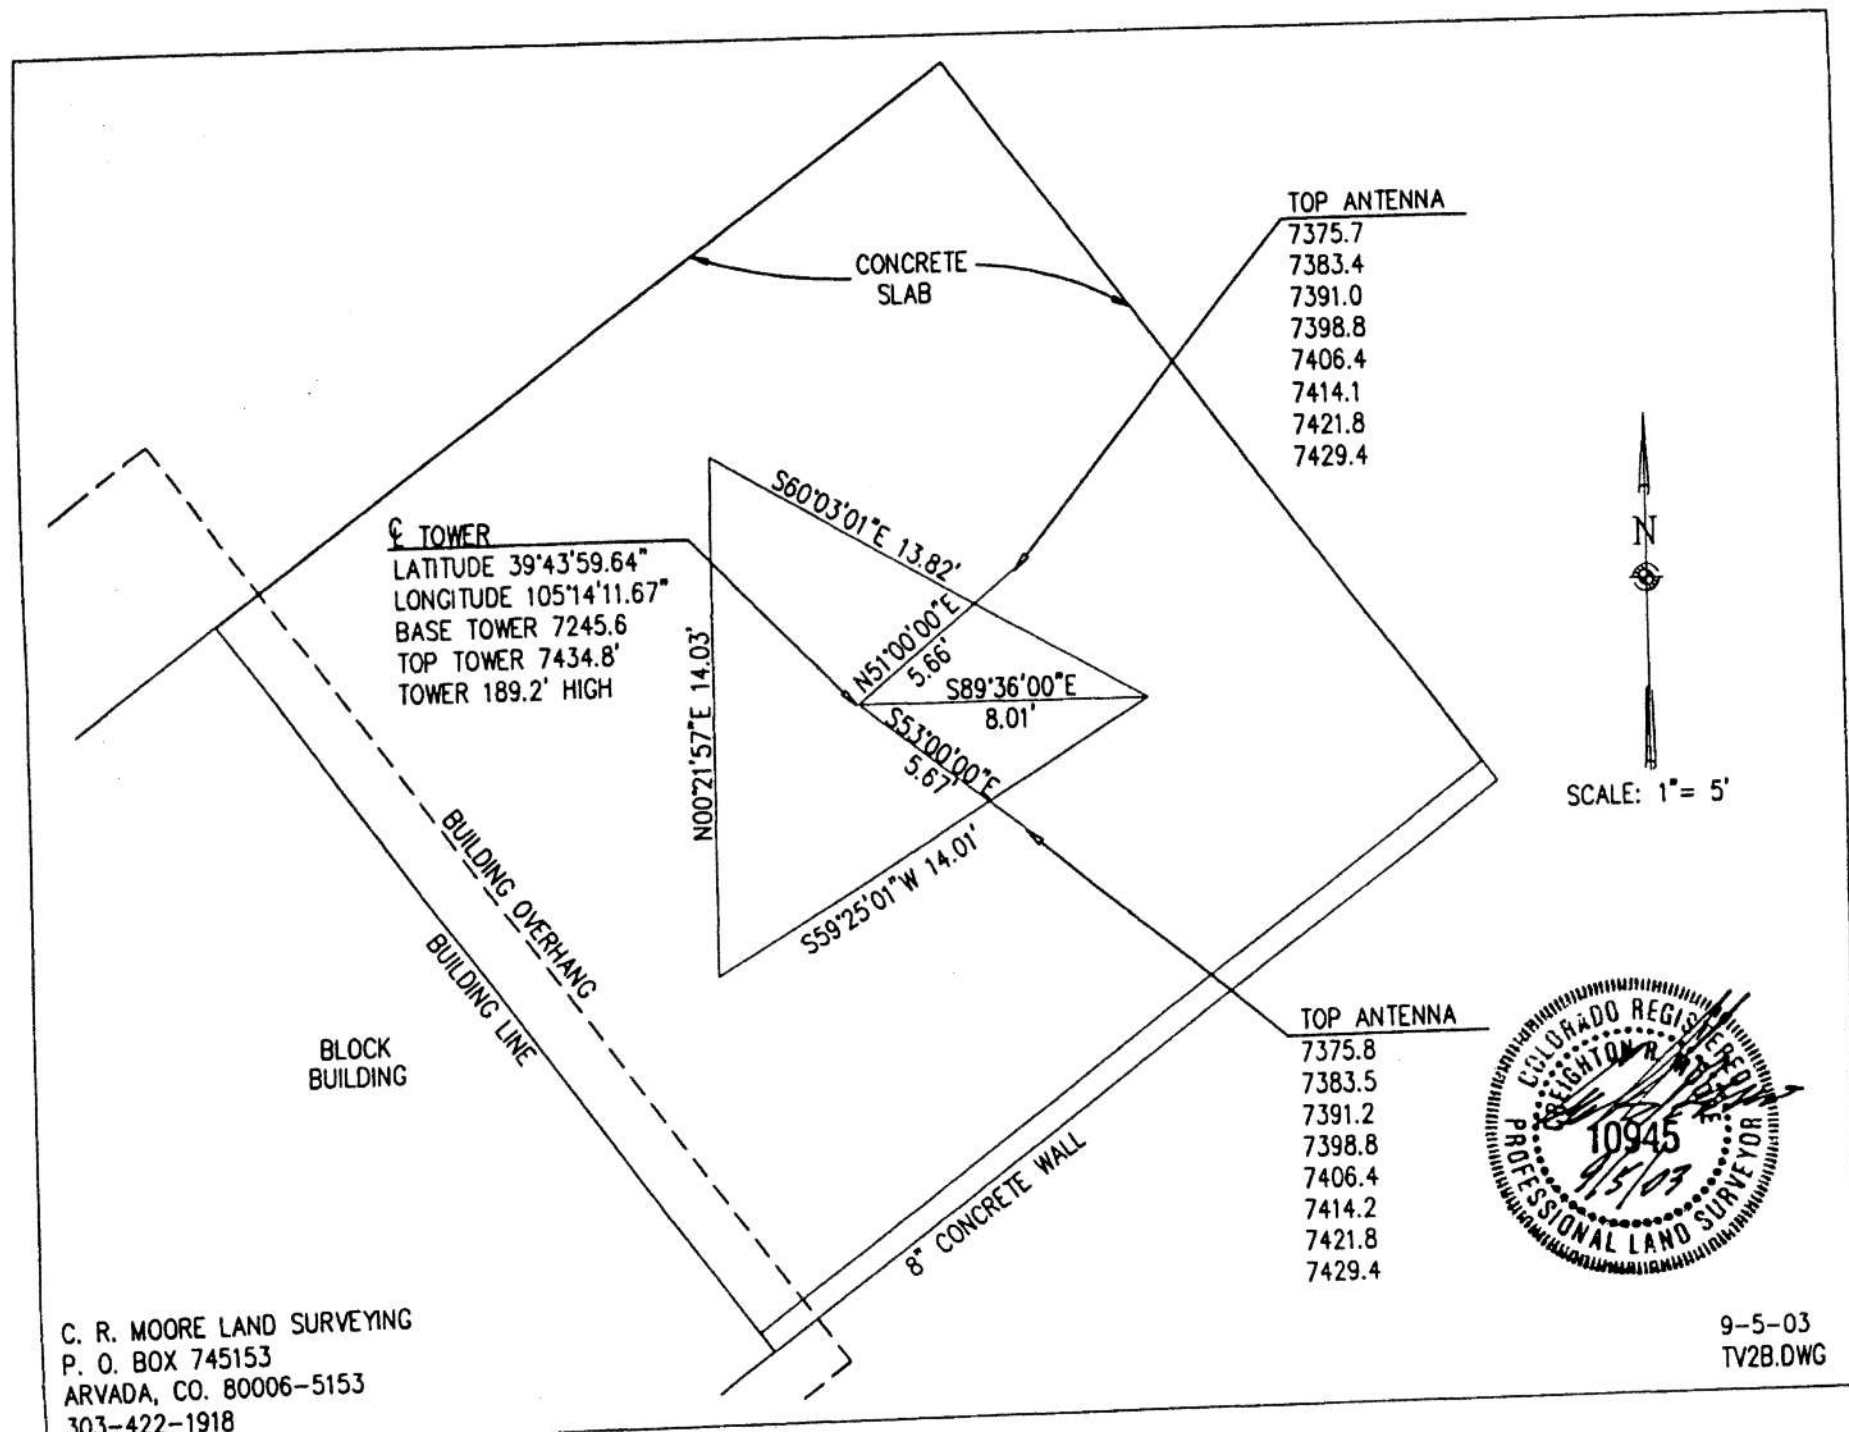 TOP ANTENNA
7375.7
7383.4
7391.0
7398.8
7406.4
7414.1
7421.8
7429.4
CONCRETE
SLAB
℄ TOWER
LATITUDE 39°43'59.64"
LONGITUDE 105°14'11.67"
BASE TOWER 7245.6
TOP TOWER 7434.8'
TOWER 189.2' HIGH
S60°03'01"E 13.82'
N51°00'00"E
5.66'
S89°36'00"E
8.01'
S53°00'00"E
5.67'
N00°21'57"E 14.03'
S59°25'01"W 14.01'
N
SCALE: 1"= 5'
BUILDING OVERHANG
BUILDING LINE
BLOCK
BUILDING
8" CONCRETE WALL
TOP ANTENNA
7375.8
7383.5
7391.2
7398.8
7406.4
7414.2
7421.8
7429.4
COLORADO REGISTERED
CREIGHTON R. MOORE
10945
9/5/03
PROFESSIONAL LAND SURVEYOR
C. R. MOORE LAND SURVEYING
P. O. BOX 745153
ARVADA, CO. 80006-5153
303-422-1918
9-5-03
TV2B.DWG